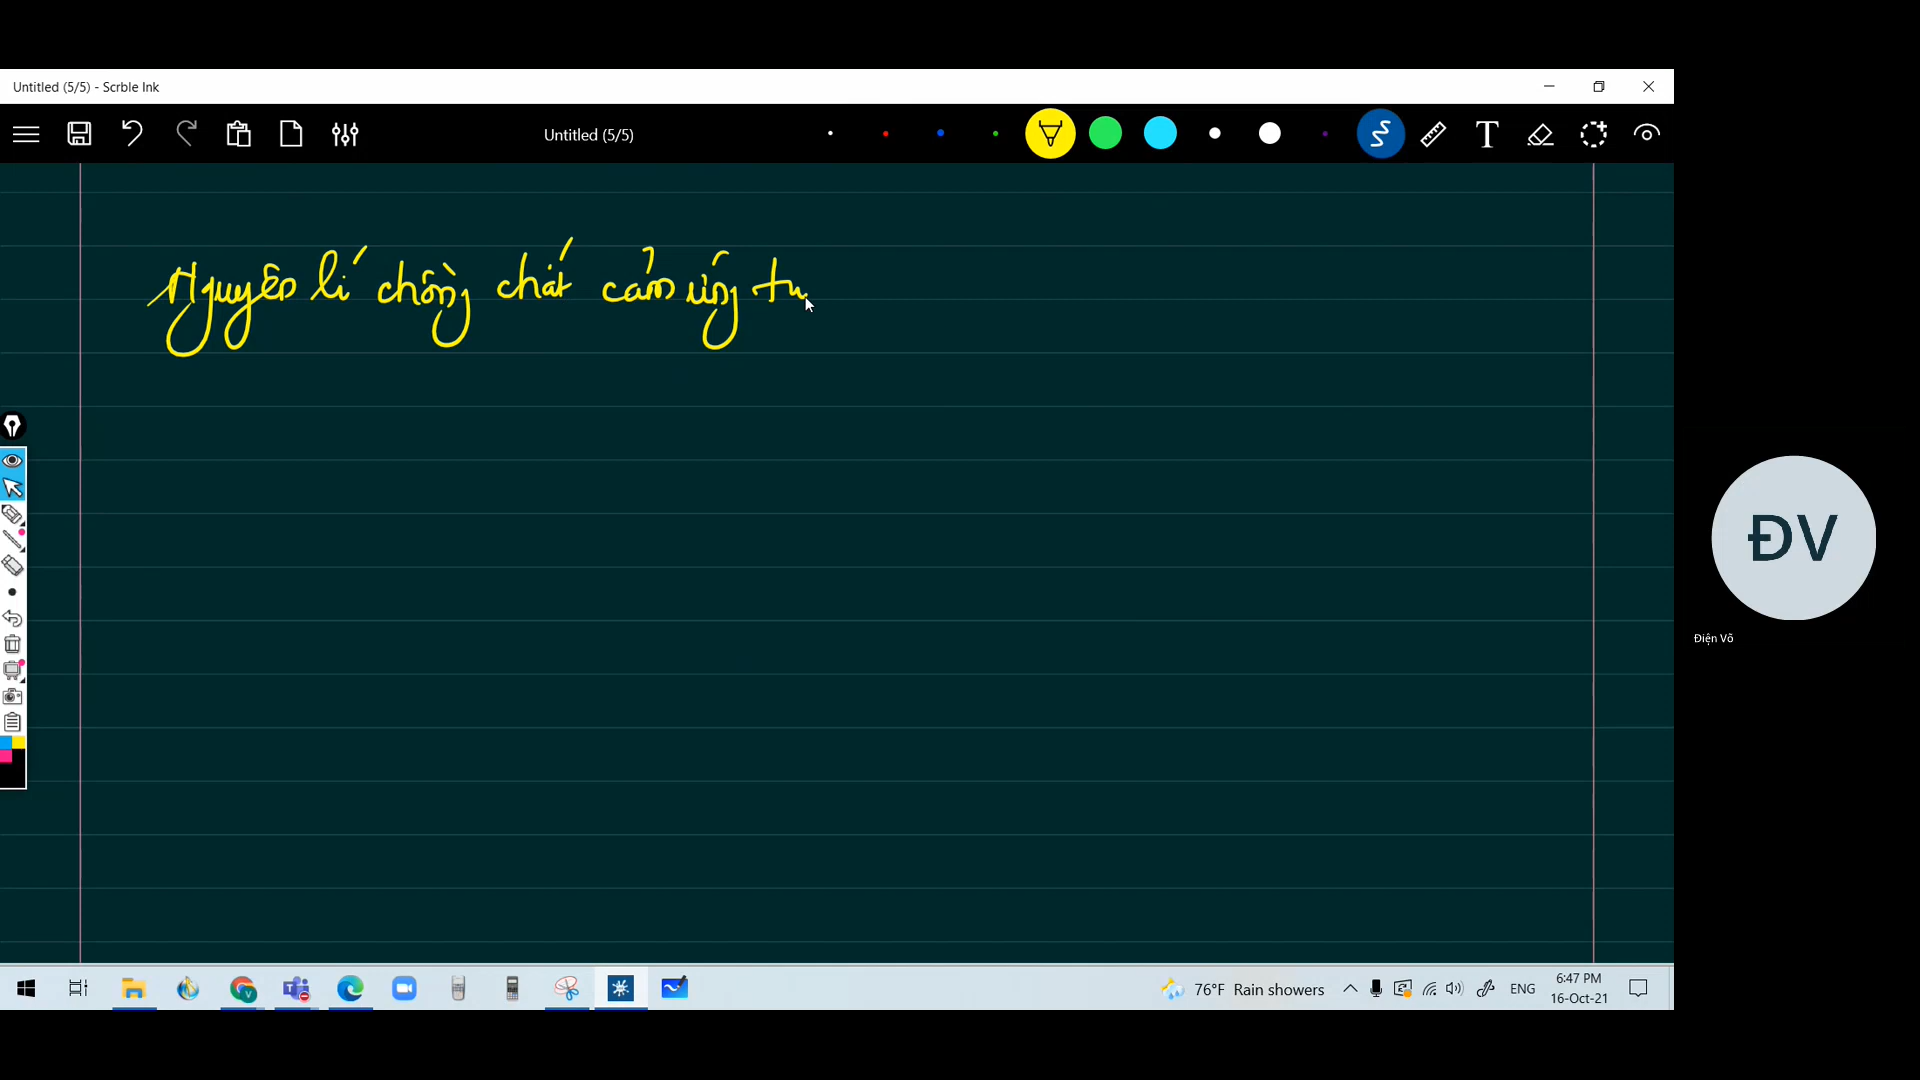 Untitled (5/5) - Scrble Ink
Untitled (5/5)
T
Nguyên lí chồng chất cảm ứng tu
ĐV
Điện Võ
76°F Rain showers
ENG
6:47 PM
16-Oct-21